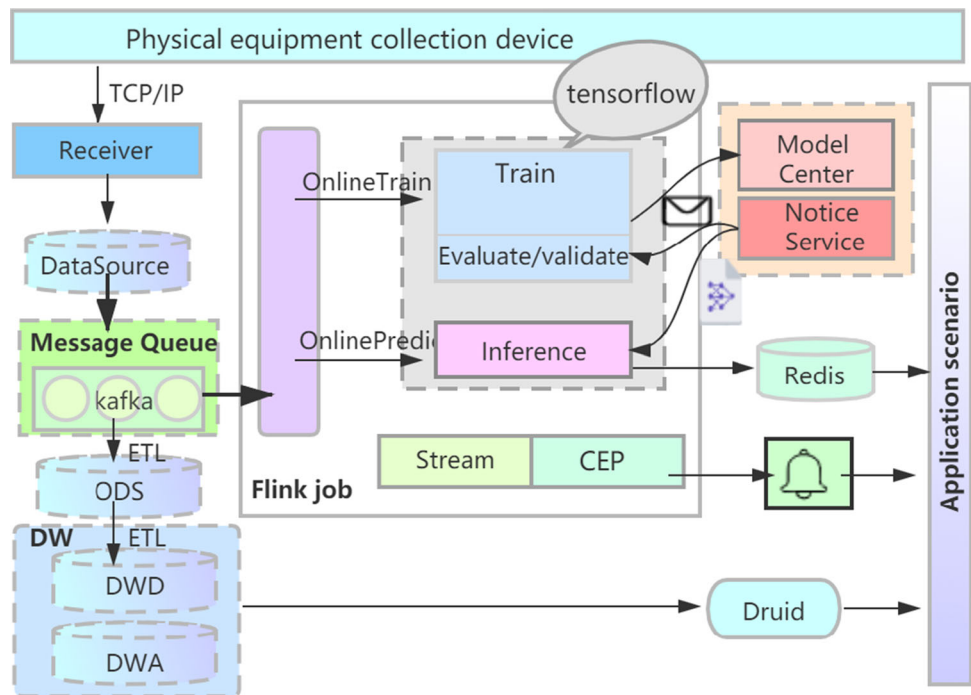 Physical equipment collection device
TCP/IP
tensorflow
Receiver
Train
Model
Center
OnlineTrain
Notice
Service
DataSource
Evaluate/validate
Message Queue
OnlinePredic
Inference
kafka
Redis
ETL
Stream
CEP
ODS
Flink job
DW
ETL
DWD
Druid
DWA
Application scenario